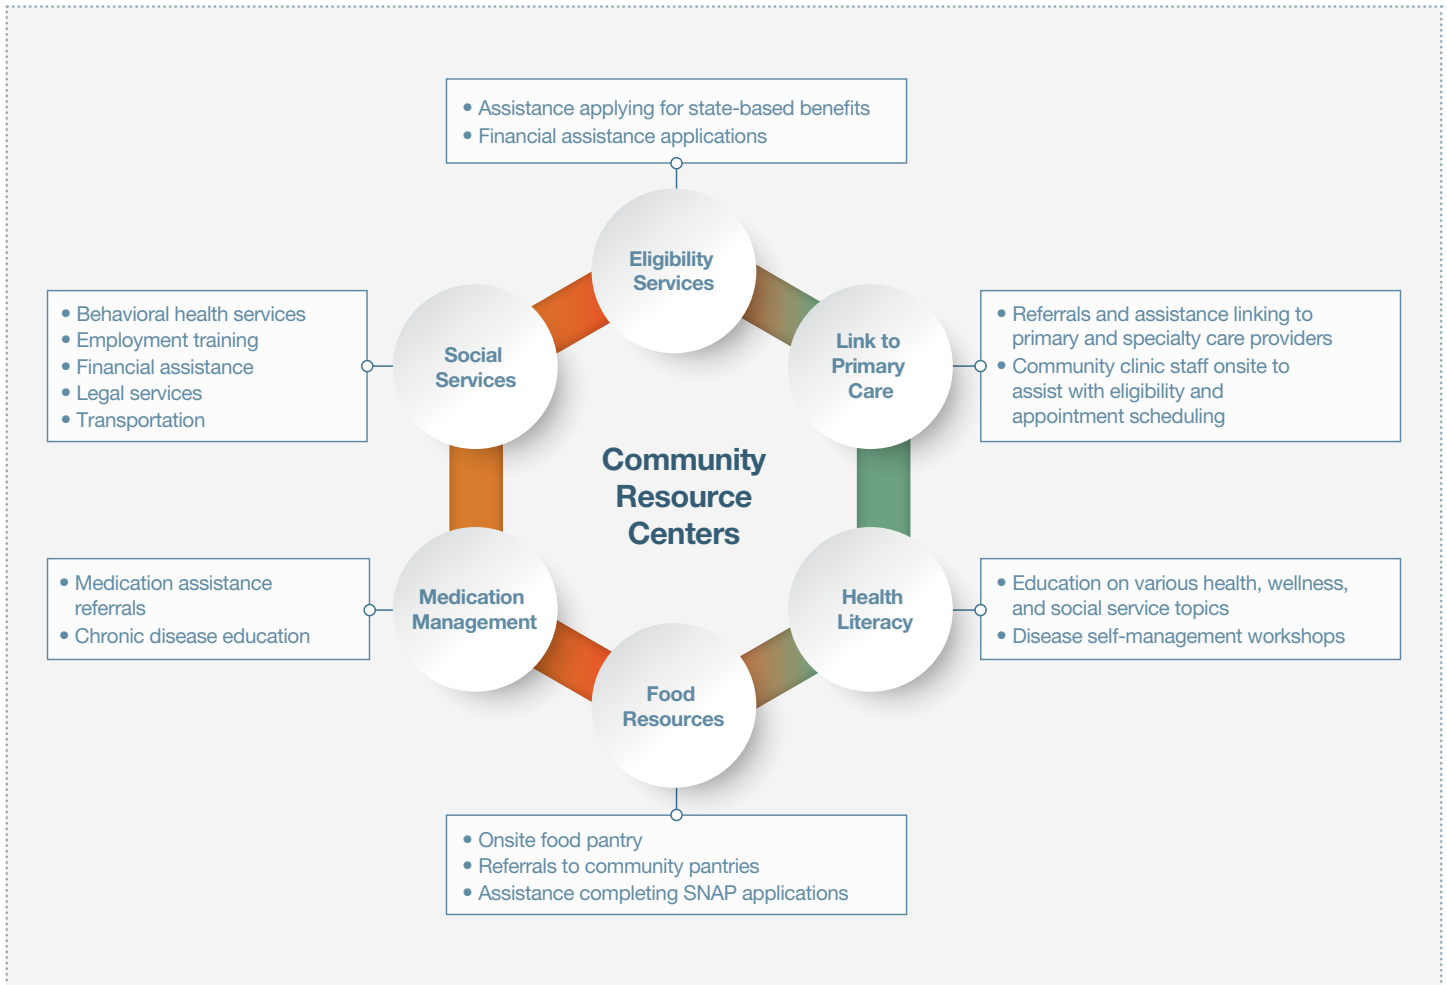 • Assistance applying for state-based benefits
• Financial assistance applications
Eligibility
Services
• Behavioral health services
• Employment training
• Financial assistance
• Legal services
• Transportation
Social
Services
Link to
Primary
Care
• Referrals and assistance linking to
primary and specialty care providers
• Community clinic staff onsite to
assist with eligibility and
appointment scheduling
Community
Resource
Centers
• Medication assistance
referrals
• Chronic disease education
Medication
Management
Health
Literacy
• Education on various health, wellness,
and social service topics
• Disease self-management workshops
Food
Resources
• Onsite food pantry
• Referrals to community pantries
• Assistance completing SNAP applications